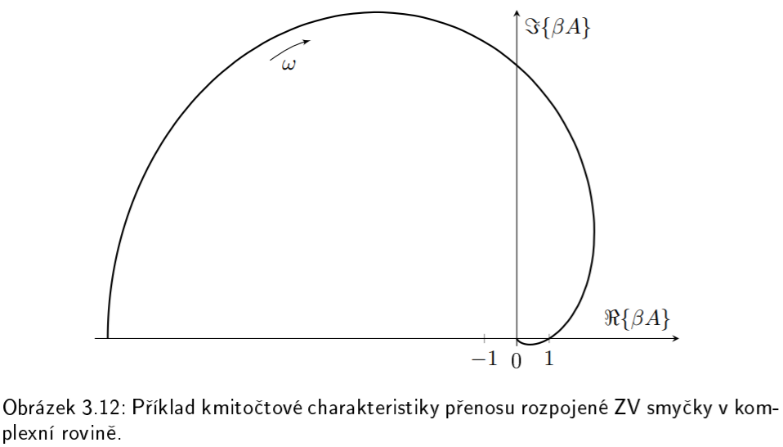 ℑ{βA}
ω
ℜ{βA}
−1 0 1
Obrázek 3.12: Příklad kmitočtové charakteristiky přenosu rozpojené ZV smyčky v kom-
plexní rovině.